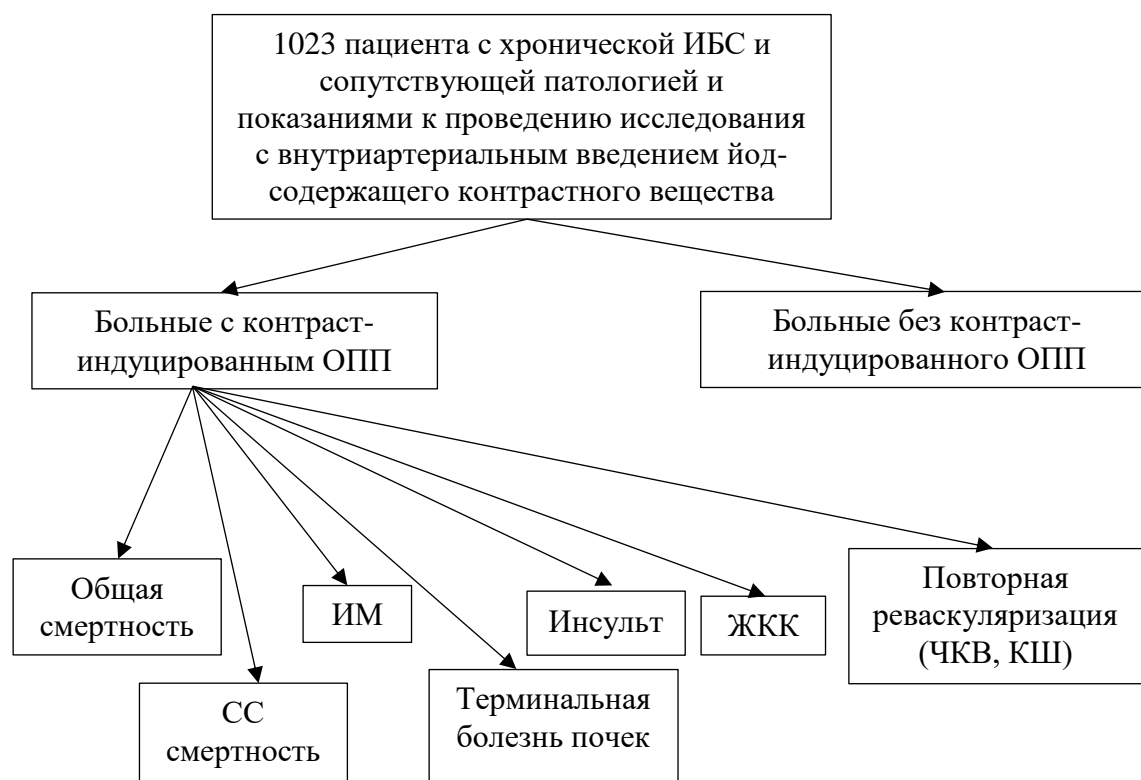 1023 пациента с хронической ИБС и
сопутствующей патологией и
показаниями к проведению исследования
с внутриартериальным введением йод-
содержащего контрастного вещества
Больные с контраст-
индуцированным ОПП
Больные без контраст-
индуцированного ОПП
Общая
смертность
СС
смертность
ИМ
Терминальная
болезнь почек
Инсульт
ЖКК
Повторная
реваскуляризация
(ЧКВ, КШ)